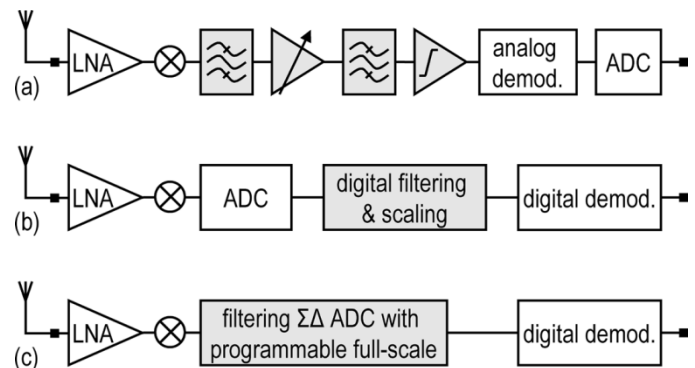 LNA
analog
demod.
ADC
(a)
LNA
ADC
digital filtering
& scaling
digital demod.
(b)
LNA
filtering ΣΔ ADC with
programmable full-scale
digital demod.
(c)